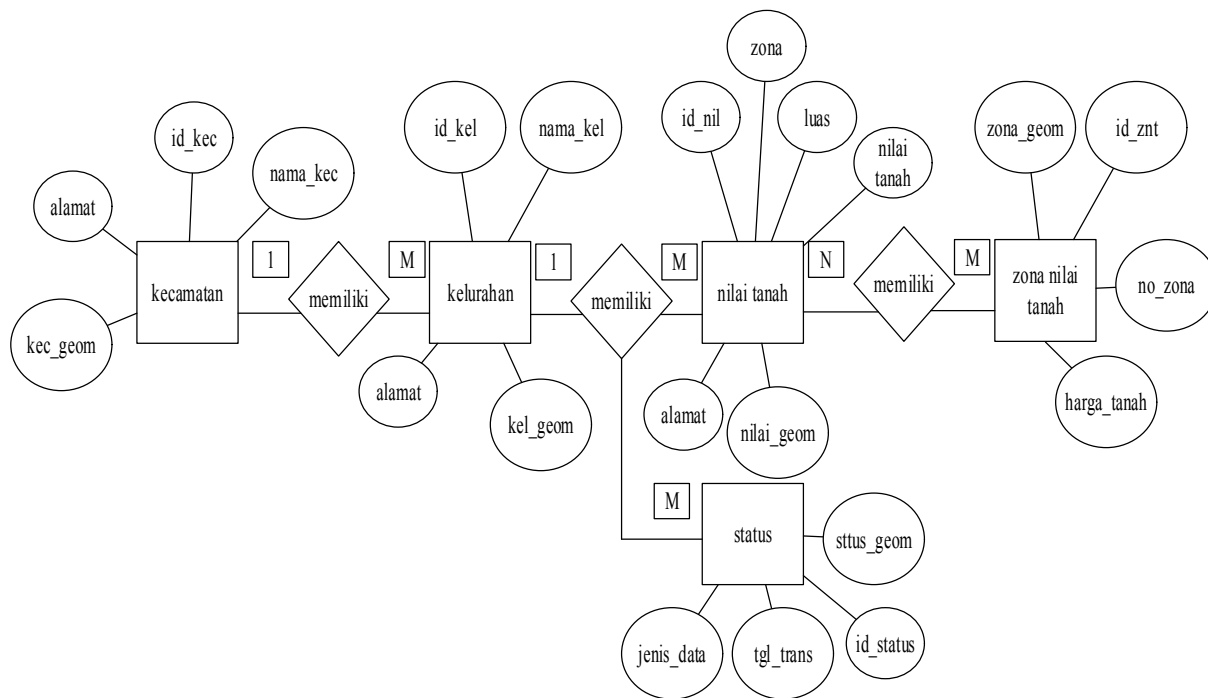 zona
id_kel
nama_kel
id_nil
luas
zona_geom
id_znt
id_kec
nama_kec
nilai
tanah
alamat
1
M
1
M
N
M
kecamatan
memiliki
kelurahan
memiliki
nilai tanah
memiliki
zona nilai
tanah
no_zona
kec_geom
alamat
kel_geom
alamat
nilai_geom
harga_tanah
M
status
sttus_geom
jenis_data
tgl_trans
id_status